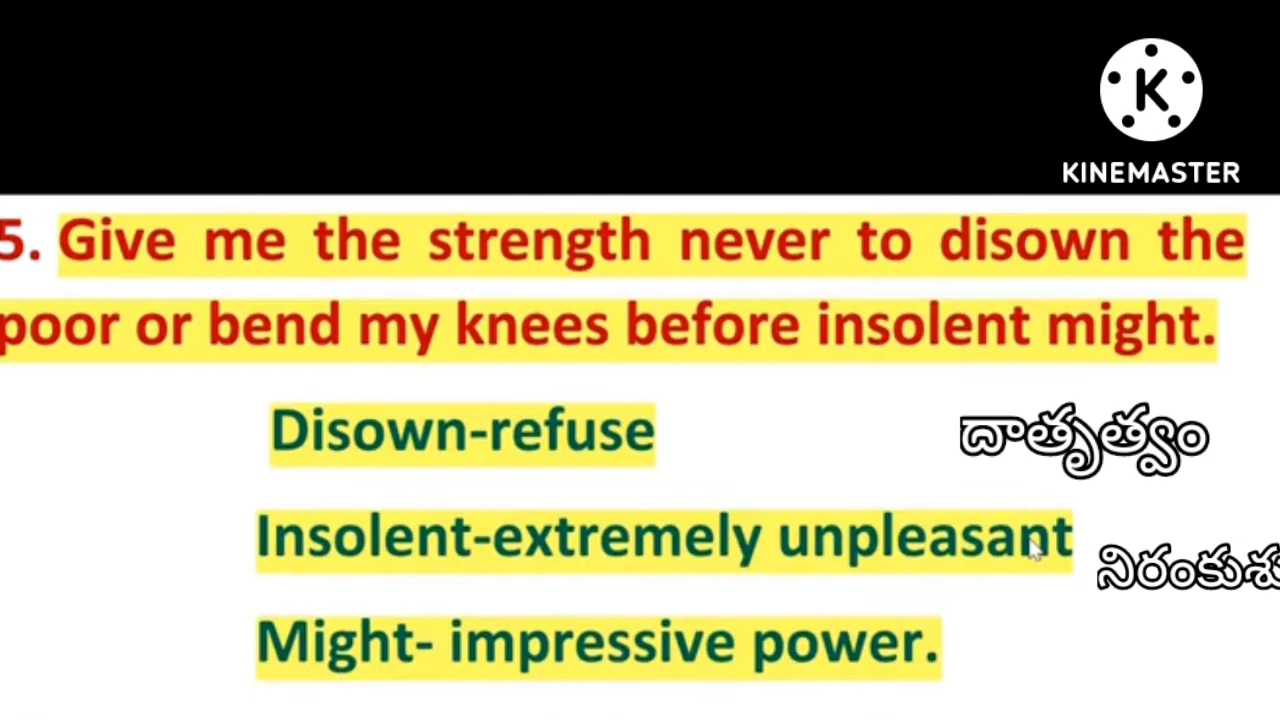 KINEMASTER
5. Give me the strength never to disown the
poor or bend my knees before insolent might.
Disown-refuse
దాతృత్వం
Insolent-extremely unpleasant
నిరంకుశు
Might- impressive power.